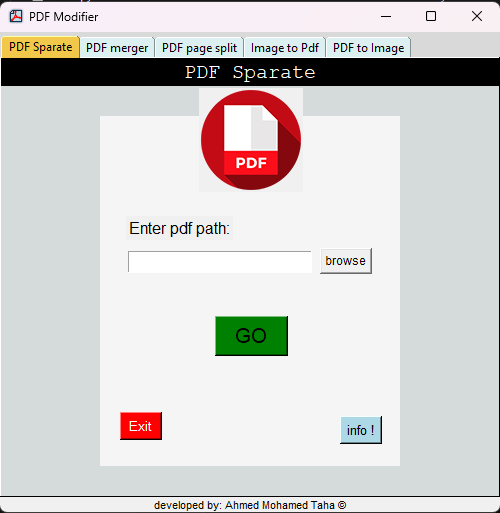 PDF Modifier
PDF Sparate PDF merger PDF page split Image to Pdf PDF to Image
PDF Sparate
PDF
Enter pdf path:
browse
GO
Exit
info !
developed by: Ahmed Mohamed Taha ©